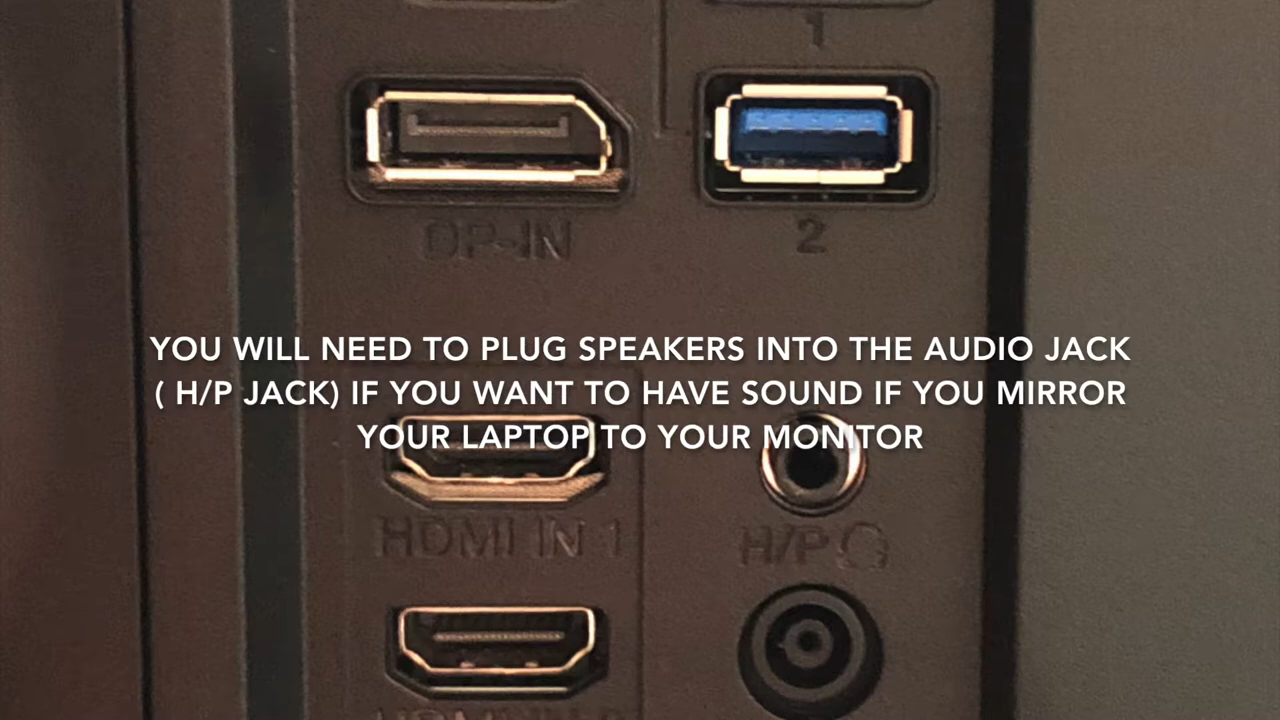 1
DP-IN
2
YOU WILL NEED TO PLUG SPEAKERS INTO THE AUDIO JACK
( H/P JACK) IF YOU WANT TO HAVE SOUND IF YOU MIRROR
YOUR LAPTOP TO YOUR MONITOR
HDMI IN 1
H/P